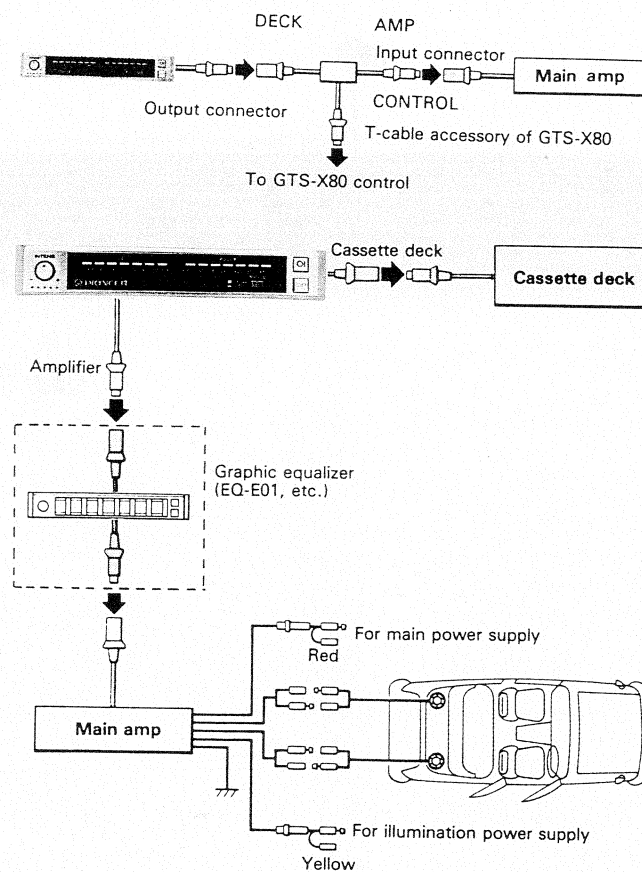 DECK
AMP
Input connector
Main amp
Output connector
CONTROL
T-cable accessory of GTS-X80
To GTS-X80 control
INTENS
PIONEER
Cassette deck
Cassette deck
Amplifier
Graphic equalizer
(EQ-E01, etc.)
For main power supply
Red
Main amp
For illumination power supply
Yellow